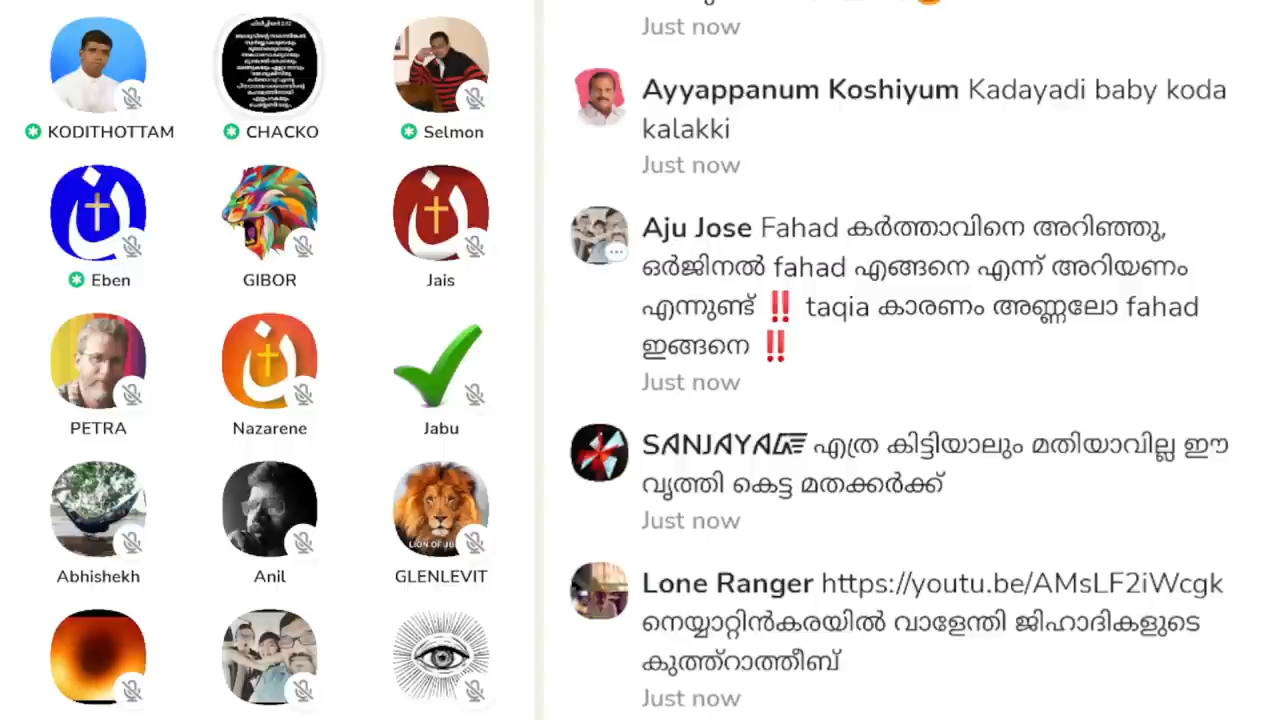 KODITHOTTAM
CHACKO
Selmon
Eben
GIBOR
Jais
PETRA
Nazarene
Jabu
Abhishekh
Anil
GLENLEVIT
Just now
Ayyappanum Koshiyum Kadayadi baby koda
kalakki
Just now
Aju Jose Fahad കർത്താവിനെ അറിഞ്ഞു,
ഒർജിനൽ fahad എങ്ങനെ എന്ന് അറിയണം
എന്നുണ്ട് ‼️ taqia കാരണം അണ്ണലോ fahad
ഇങ്ങനെ ‼️
Just now
SANJAYAGE എത്ര കിട്ടിയാലും മതിയാവില്ല ഈ
വൃത്തി കെട്ട മതക്കർക്ക്
Just now
Lone Ranger https://youtu.be/AMsLF2iWcgk
നെയ്യാറ്റിൻകരയിൽ വാളേന്തി ജിഹാദികളുടെ
കുത്ത്റാത്തീബ്
Just now